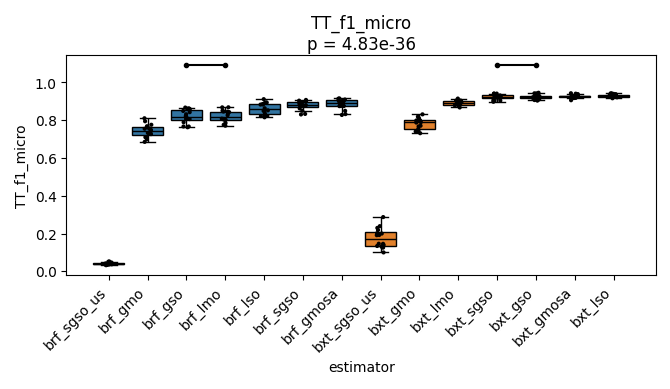 TT_f1_micro
p = 4.83e-36
TT_f1_micro
1.0
0.8
0.6
0.4
0.2
0.0
brf_sgso_us
brf_gmo
brf_gso
brf_lmo
brf_lso
brf_sgso
brf_gmosa
bxt_sgso_us
bxt_gmo
bxt_lmo
bxt_sgso
bxt_gso
bxt_gmosa
bxt_lso
estimator